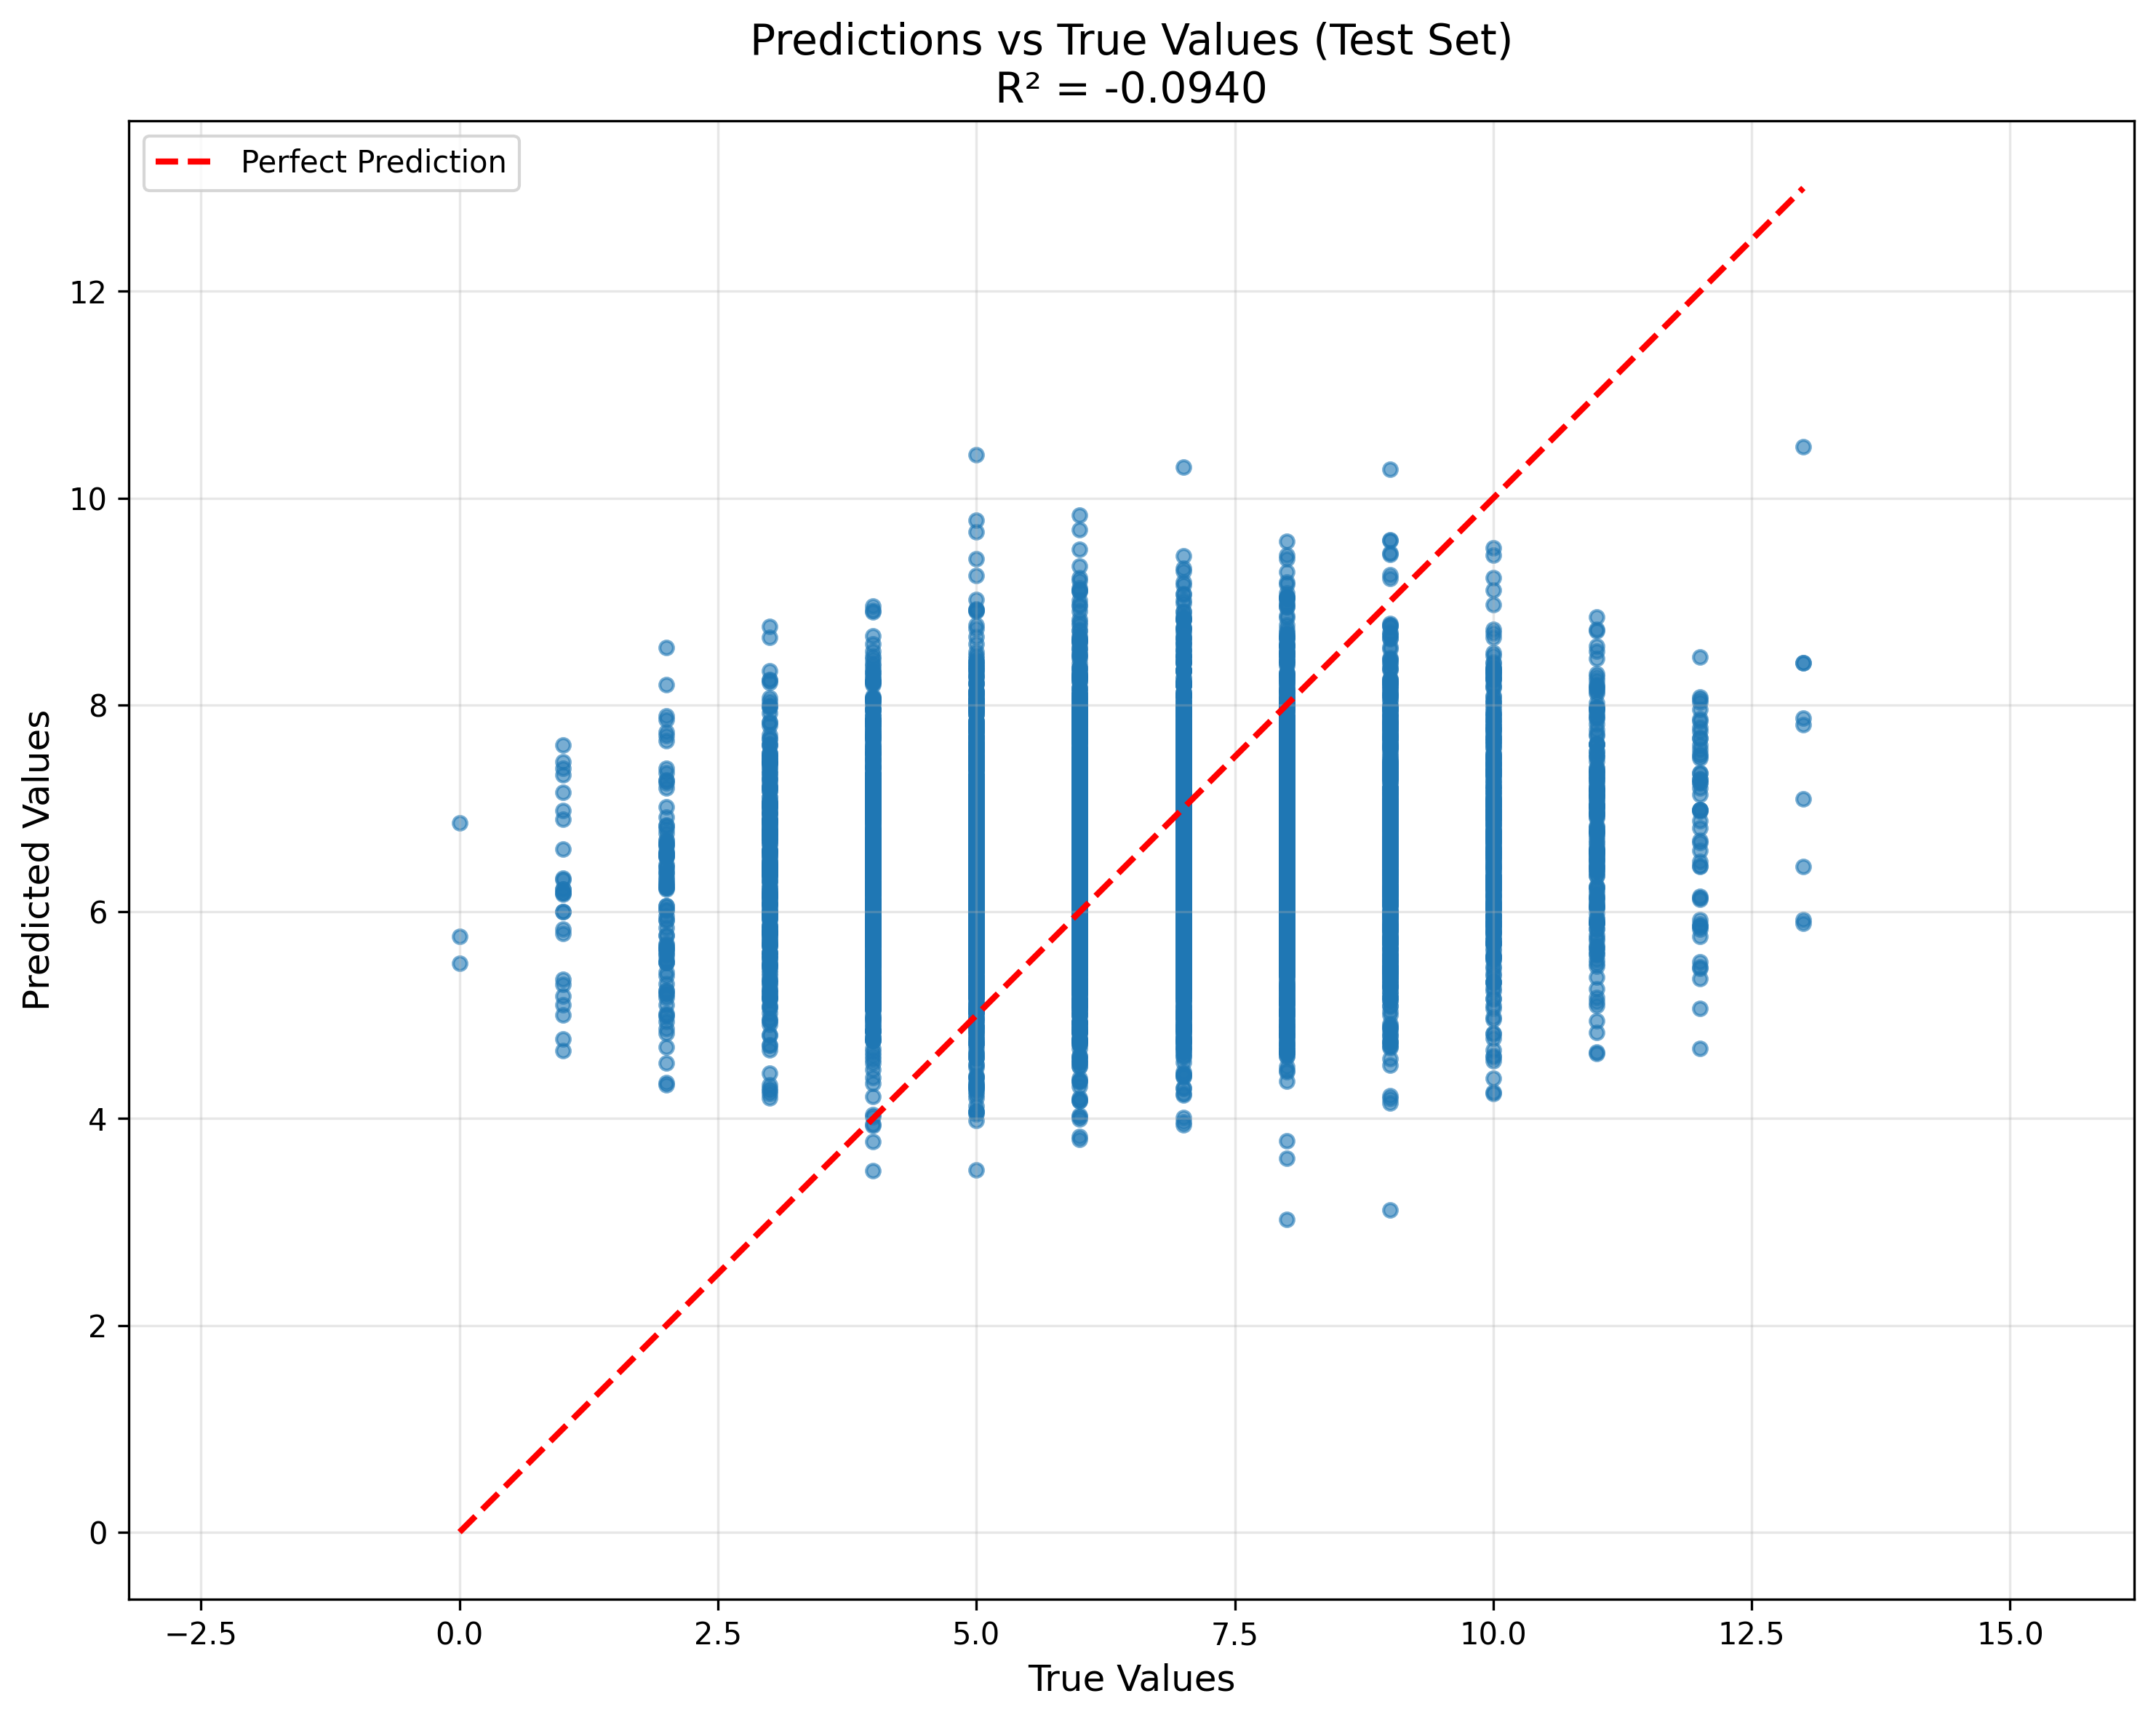 Predictions vs True Values (Test Set)
R² = -0.0940
Perfect Prediction
Predicted Values
12
10
8
6
4
2
0
−2.5 0.0 2.5 5.0 7.5 10.0 12.5 15.0
True Values